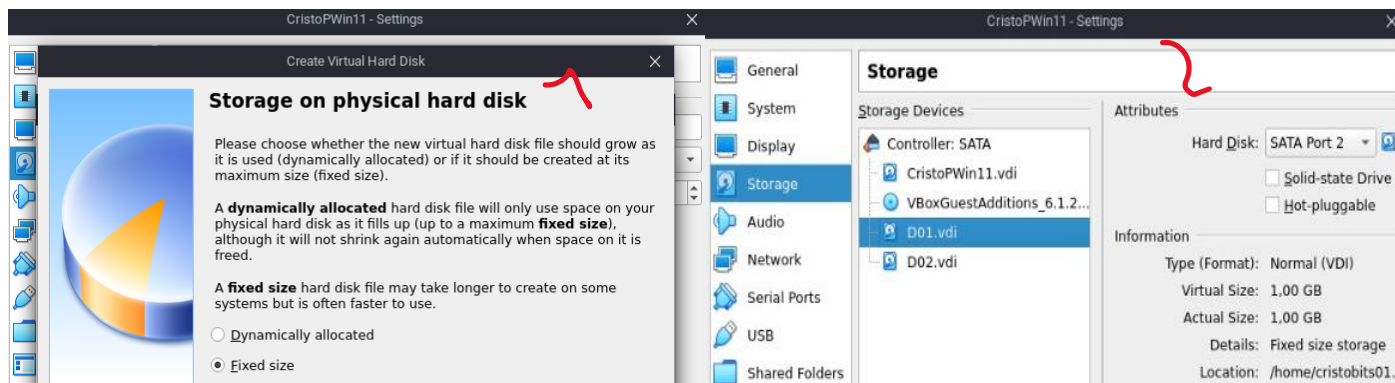 CristoPWin11 - Settings
Create Virtual Hard Disk
Storage on physical hard disk
Please choose whether the new virtual hard disk file should grow as
it is used (dynamically allocated) or if it should be created at its
maximum size (fixed size).
A dynamically allocated hard disk file will only use space on your
physical hard disk as it fills up (up to a maximum fixed size),
although it will not shrink again automatically when space on it is
freed.
A fixed size hard disk file may take longer to create on some
systems but is often faster to use.
Dynamically allocated
Fixed size
CristoPWin11 - Settings
General
System
Display
Storage
Audio
Network
Serial Ports
USB
Shared Folders
Storage
Storage Devices
Controller: SATA
CristoPWin11.vdi
VBoxGuestAdditions_6.1.2...
D01.vdi
D02.vdi
Attributes
Hard Disk: SATA Port 2
Solid-state Drive
Hot-pluggable
Information
Type (Format): Normal (VDI)
Virtual Size: 1,00 GB
Actual Size: 1,00 GB
Details: Fixed size storage
Location: /home/cristobits01.